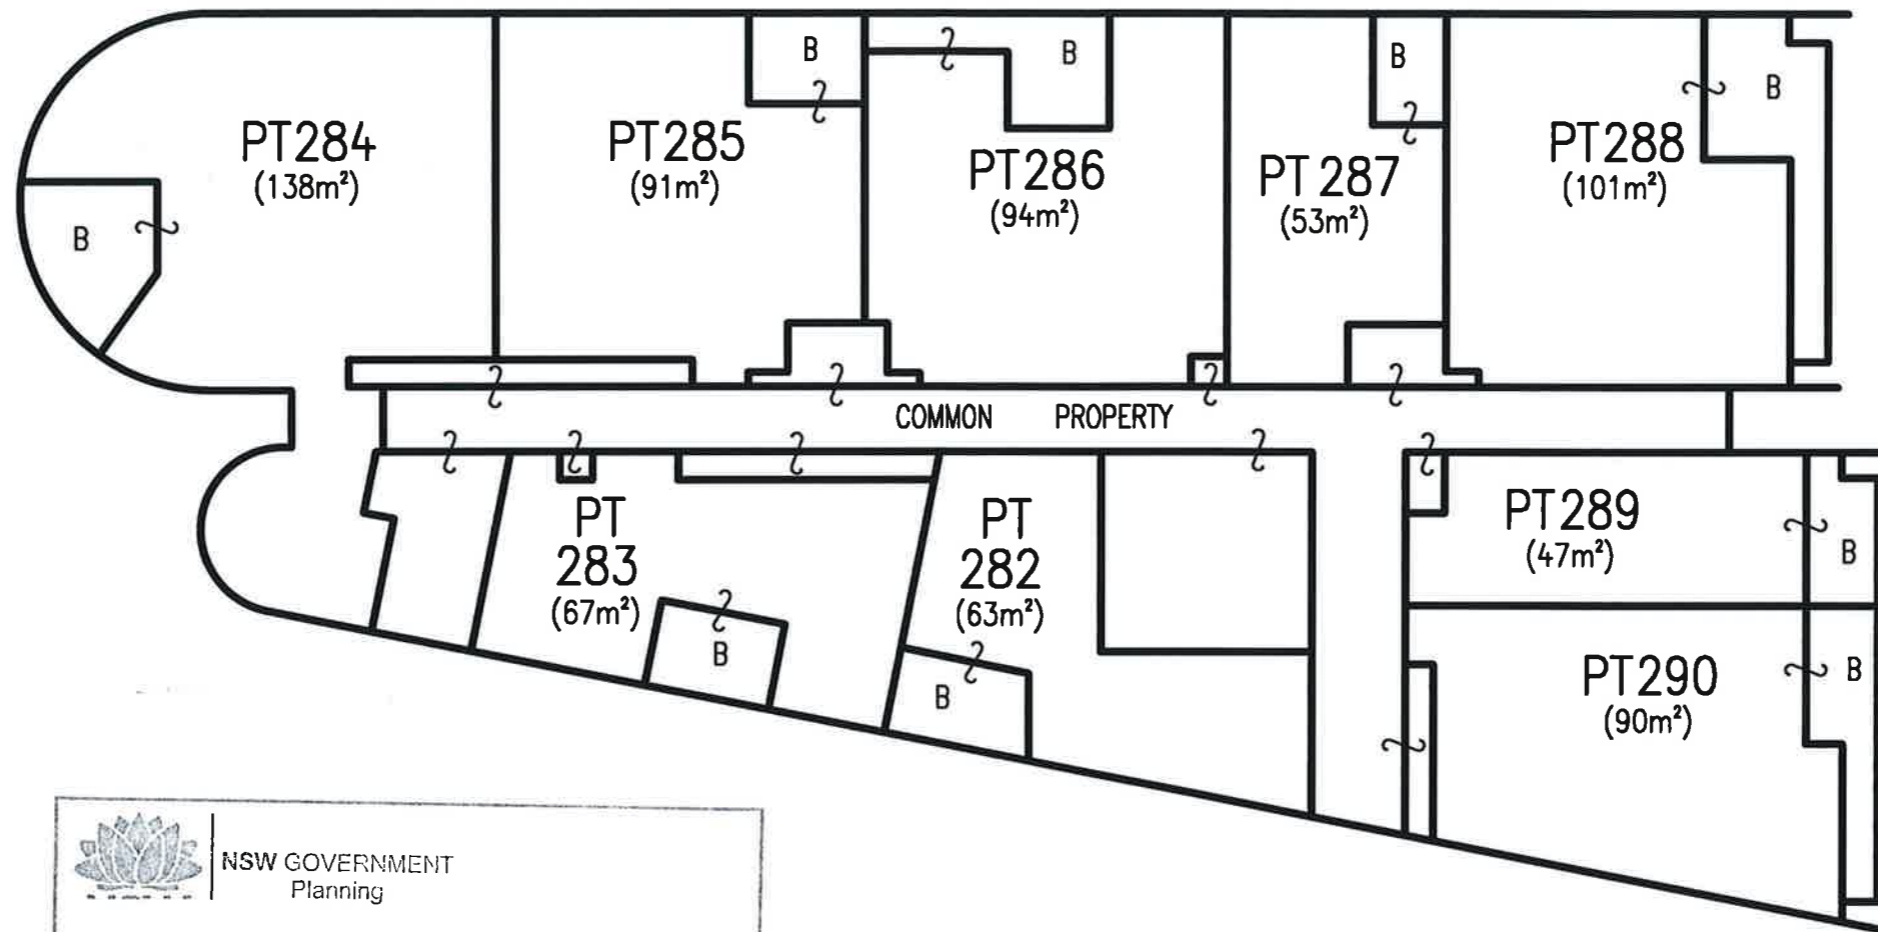 B
B
B
B
PT284
(138m²)
PT285
(91m²)
PT286
(94m²)
PT 287
(53m²)
PT288
(101m²)
B
COMMON PROPERTY
PT
283
(67m²)
B
PT
282
(63m²)
B
PT289
(47m²)
B
PT290
(90m²)
B
NSW GOVERNMENT
Planning